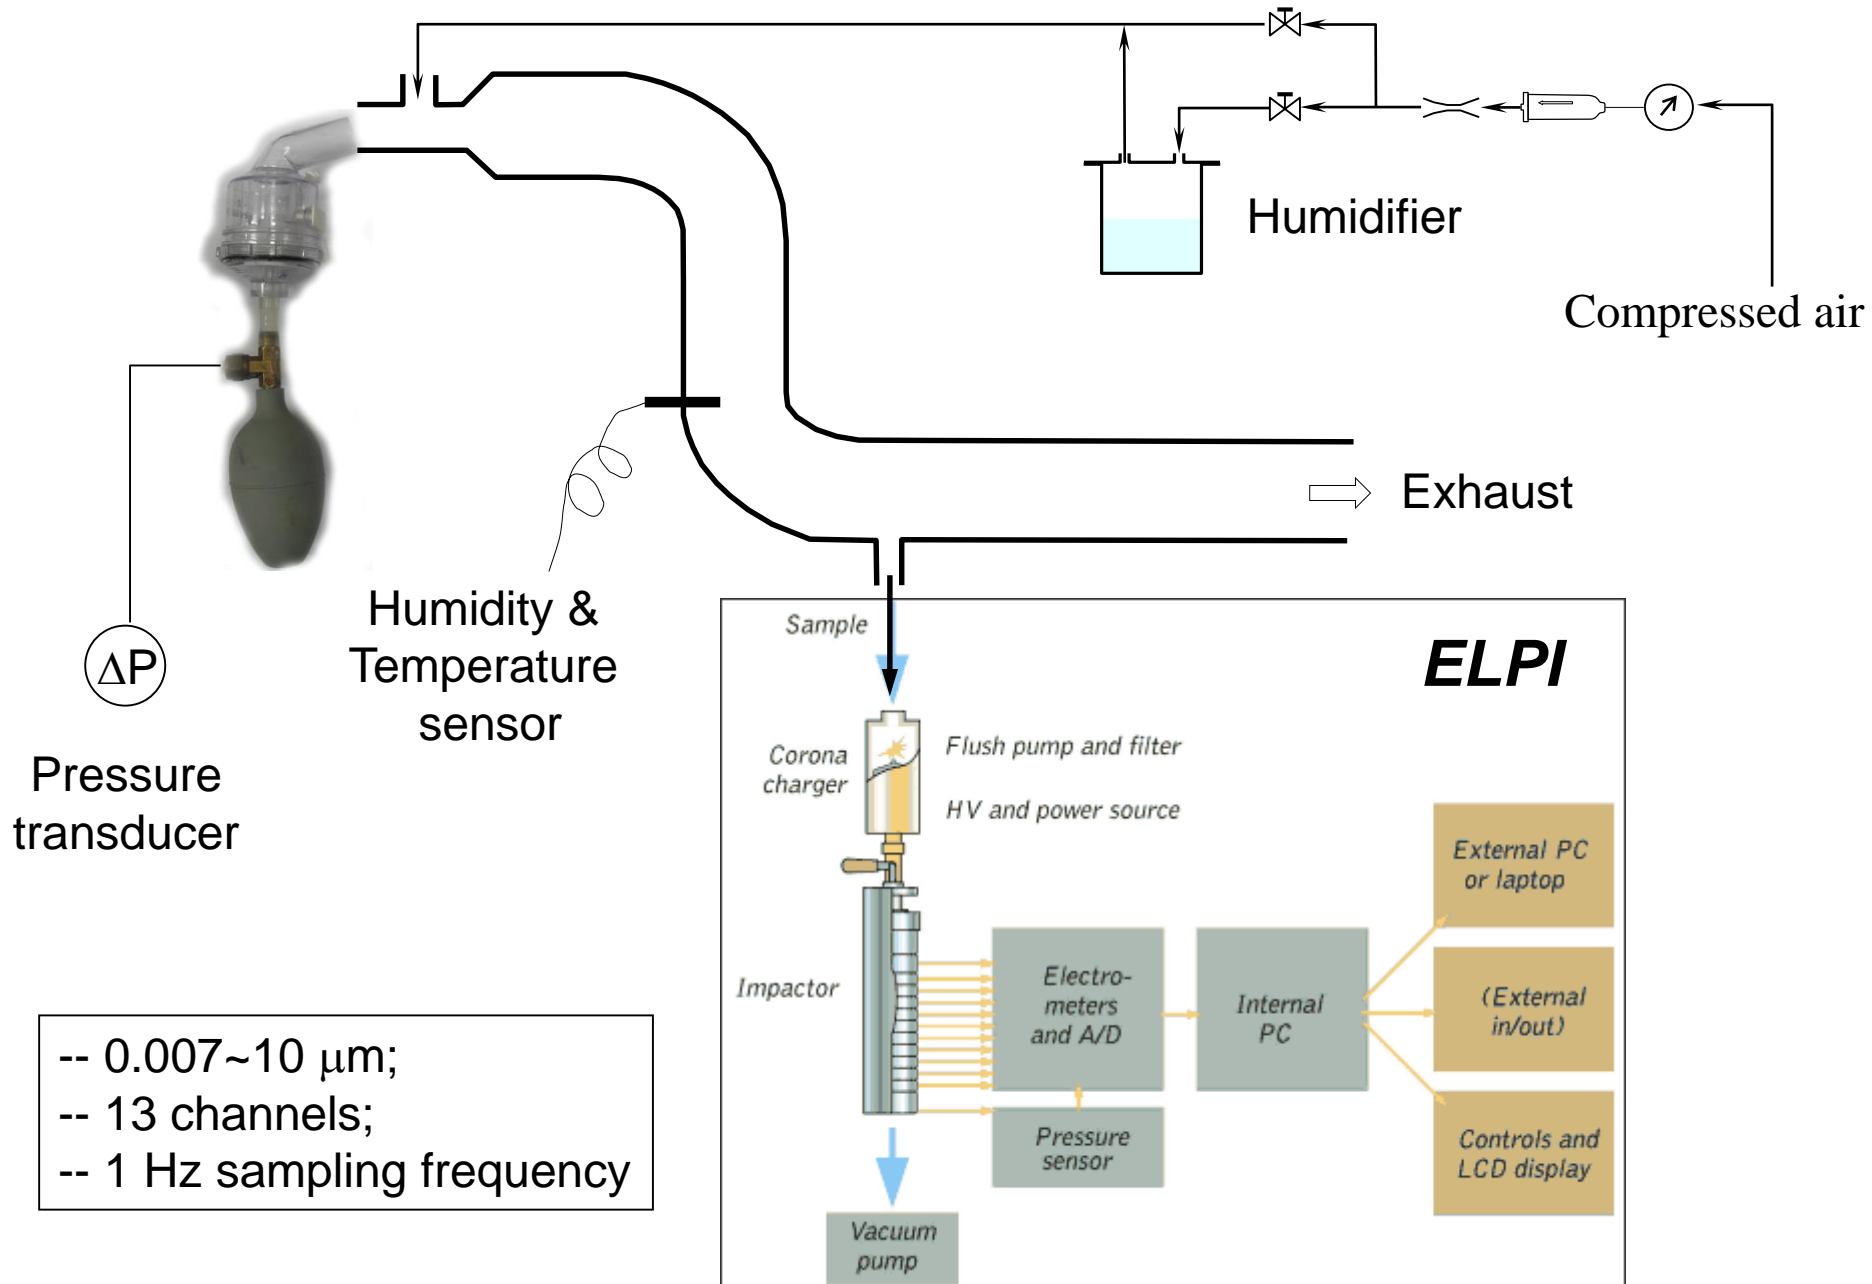 Humidifier
Compressed air
Exhaust
Humidity &
Temperature
sensor
ΔP
Pressure
transducer
ELPI
Sample
Corona
charger
Flush pump and filter
HV and power source
Impactor
Electro-
meters
and A/D
Internal
PC
External PC
or laptop
(External
in/out)
Controls and
LCD display
Pressure
sensor
Vacuum
pump
-- 0.007~10 μm;
-- 13 channels;
-- 1 Hz sampling frequency